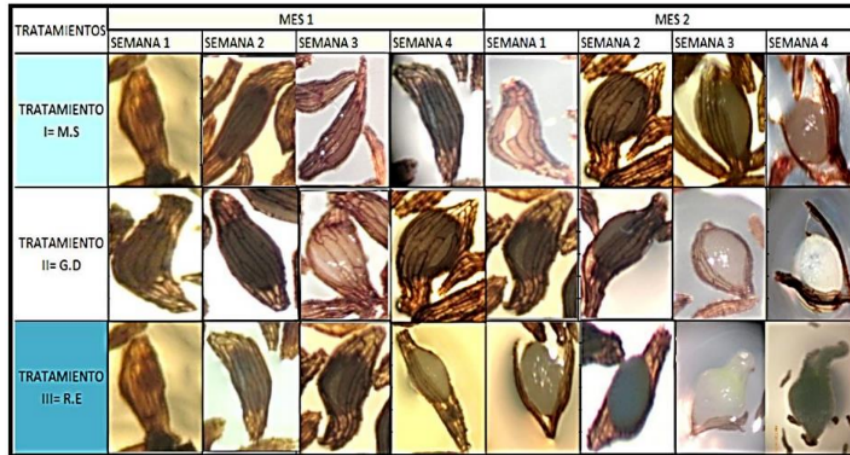 TRATAMIENTOS
MES 1
MES 2
SEMANA 1
SEMANA 2
SEMANA 3
SEMANA 4
SEMANA 1
SEMANA 2
SEMANA 3
SEMANA 4
TRATAMIENTO
I= M.S
TRATAMIENTO
II= G.D
TRATAMIENTO
III= R.E